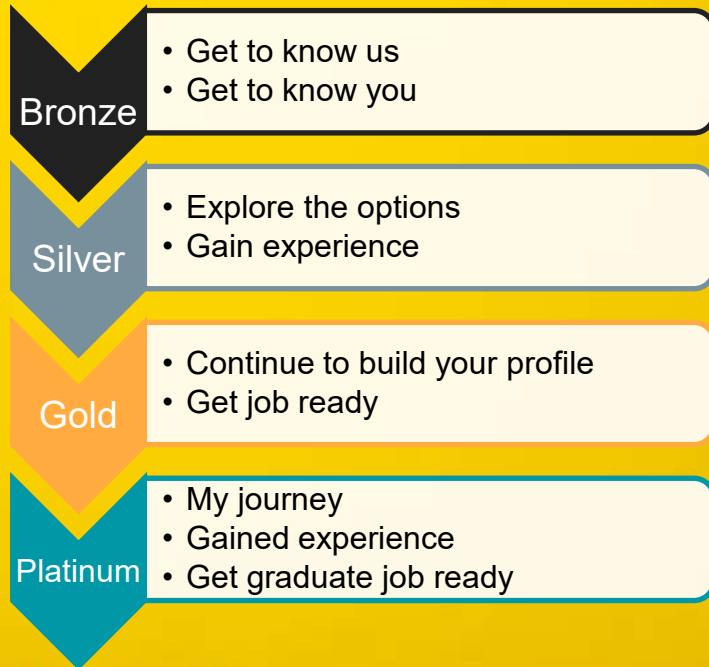 Bronze
• Get to know us
• Get to know you
Silver
• Explore the options
• Gain experience
Gold
• Continue to build your profile
• Get job ready
Platinum
• My journey
• Gained experience
• Get graduate job ready